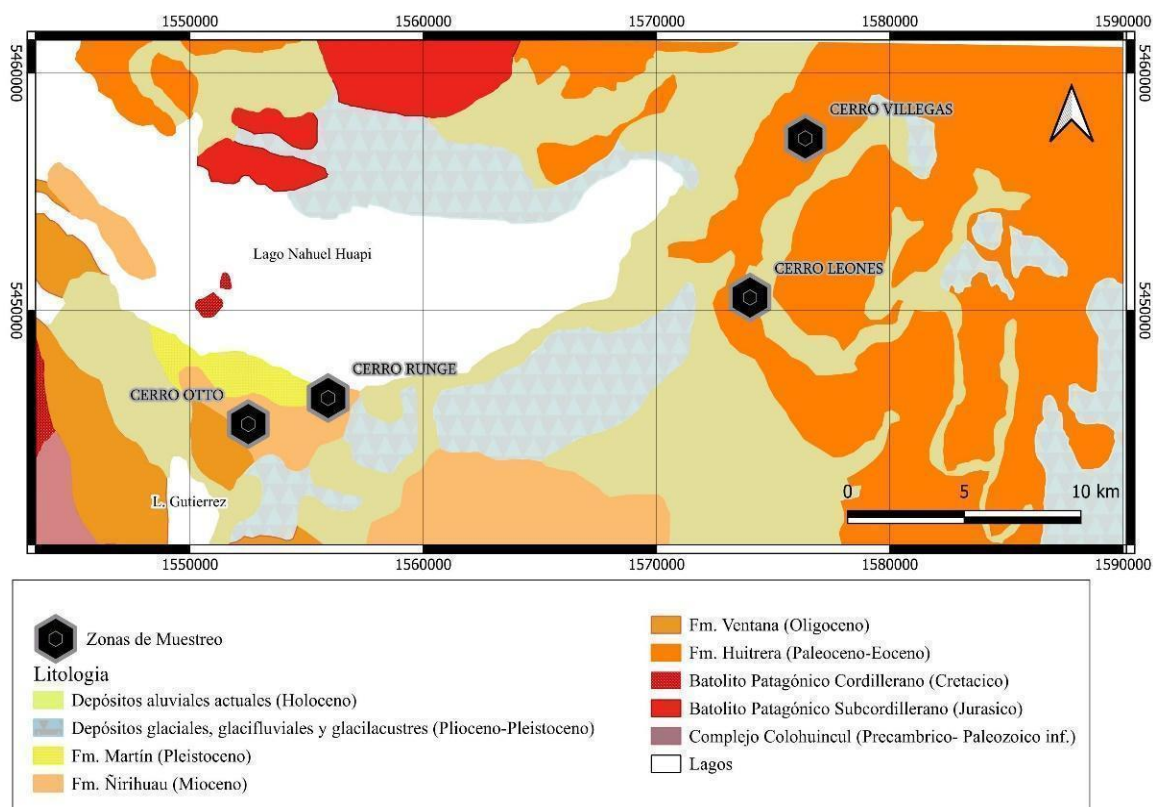 1550000 1560000 1570000 1580000 1590000
5460000 5460000
CERRO VILLEGAS
Lago Nahuel Huapi
CERRO LEONES
5450000 5450000
CERRO RUNGE
CERRO OTTO
L. Gutierrez
0 5 10 km
1550000 1560000 1570000 1580000 1590000
Zonas de Muestreo
Litologia
Depósitos aluviales actuales (Holoceno)
Depósitos glaciales, glacifluviales y glacilacustres (Plioceno-Pleistoceno)
Fm. Martín (Pleistoceno)
Fm. Ñirihuau (Mioceno)
Fm. Ventana (Oligoceno)
Fm. Huitrera (Paleoceno-Eoceno)
Batolito Patagónico Cordillerano (Cretacico)
Batolito Patagónico Subcordillerano (Jurasico)
Complejo Colohuincul (Precambrico- Paleozoico inf.)
Lagos